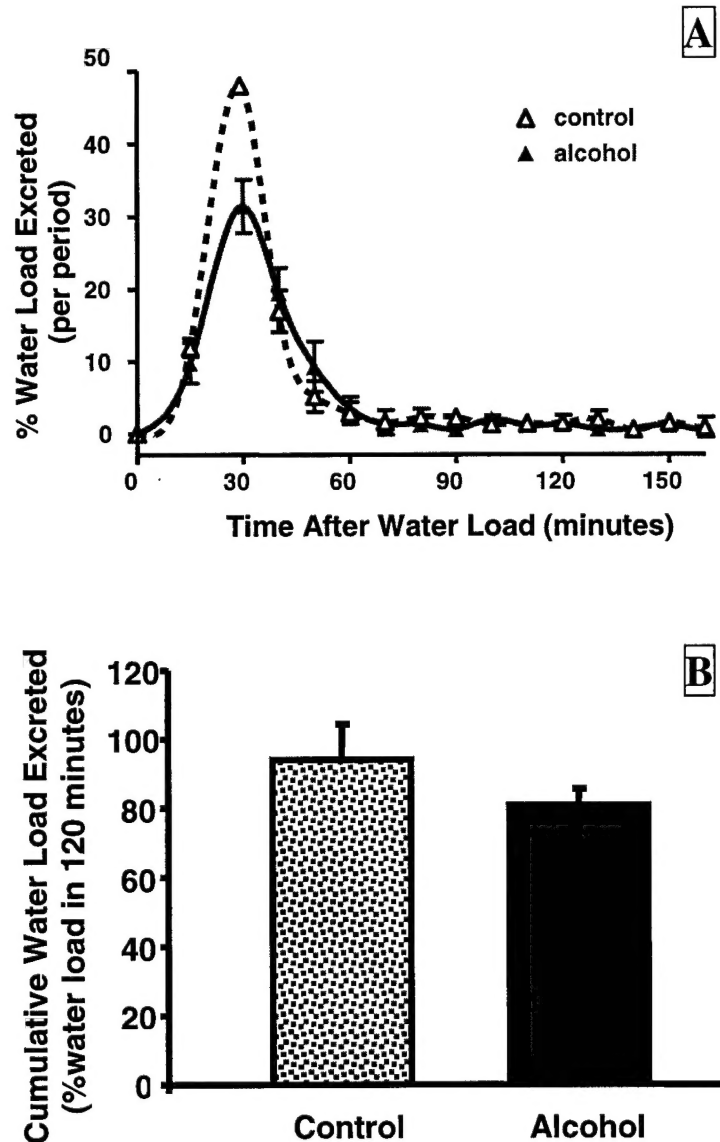 A
50
40
30
20
10
0
% Water Load Excreted
(per period)
control
alcohol
0 30 60 90 120 150
Time After Water Load (minutes)
B
120
100
80
60
40
20
0
Cumulative Water Load Excreted
(%water load in 120 minutes)
Control Alcohol